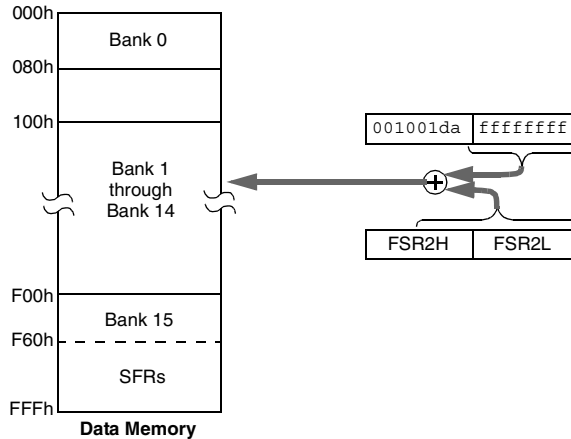 000h
Bank 0
080h
100h
001001da ffffffff
Bank 1
through
Bank 14
FSR2H FSR2L
F00h
Bank 15
F60h
SFRs
FFFh
Data Memory